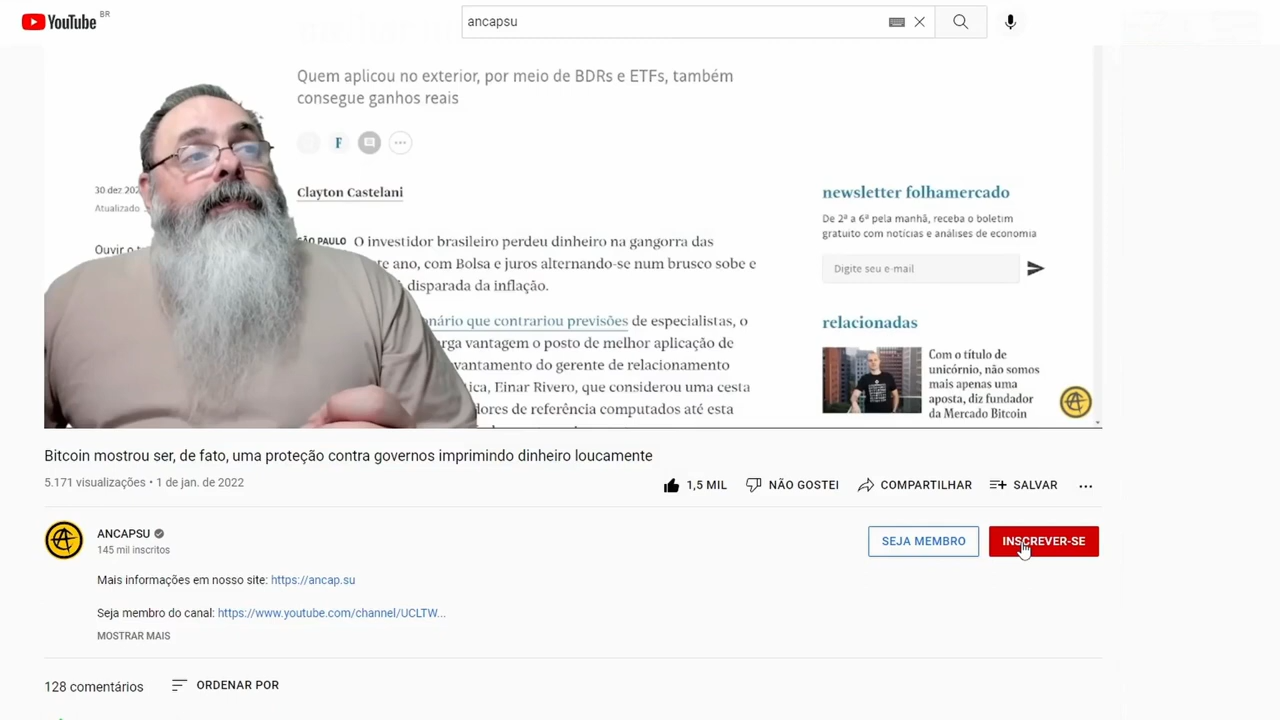 YouTube BR
ancapsu
Quem aplicou no exterior, por meio de BDRs e ETFs, também
consegue ganhos reais
F
30 dez 202
Atualizado
Clayton Castelani
Ouvir o
SÃO PAULO O investidor brasileiro perdeu dinheiro na gangorra das
te ano, com Bolsa e juros alternando-se num brusco sobe e
disparada da inflação.
nário que contrariou previsões de especialistas, o
rga vantagem o posto de melhor aplicação de
vantamento do gerente de relacionamento
ica, Einar Rivero, que considerou uma cesta
dores de referência computados até esta
newsletter folhamercado
De 2ª a 6ª pela manhã, receba o boletim
gratuito com notícias e análises de economia
Digite seu e-mail
relacionadas
Com o título de
unicórnio, não somos
mais apenas uma
aposta, diz fundador
da Mercado Bitcoin
Bitcoin mostrou ser, de fato, uma proteção contra governos imprimindo dinheiro loucamente
5.171 visualizações • 1 de jan. de 2022
1,5 MIL NÃO GOSTEI COMPARTILHAR SALVAR ...
ANCAPSU
145 mil inscritos
SEJA MEMBRO
INSCREVER-SE
Mais informações em nosso site: https://ancap.su
Seja membro do canal: https://www.youtube.com/channel/UCLTW...
MOSTRAR MAIS
128 comentários
ORDENAR POR